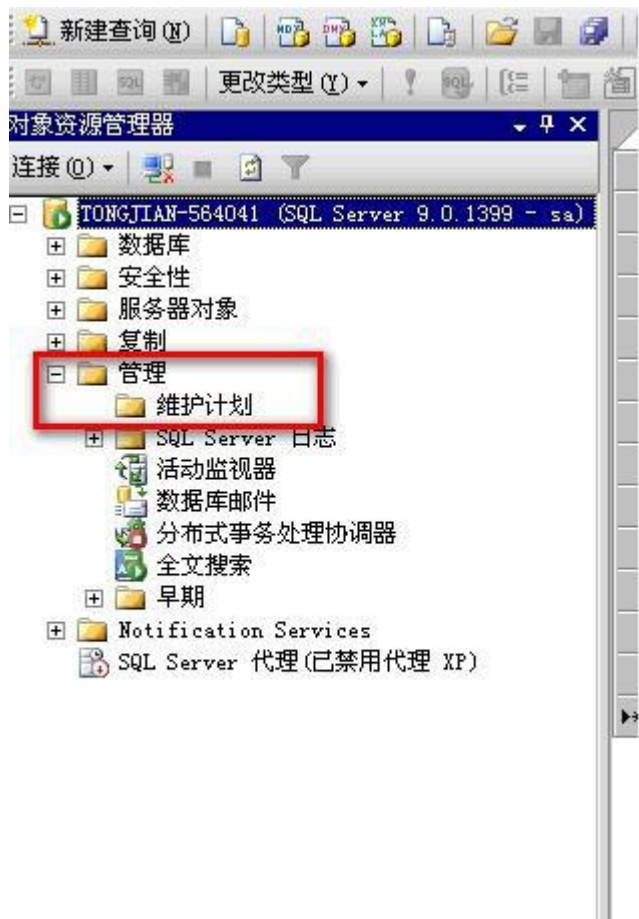 新建查询(N)
更改类型(Y)
对象资源管理器
连接(O)
TONGJIAN-564041 (SQL Server 9.0.1399 - sa)
数据库
安全性
服务器对象
复制
管理
维护计划
SQL Server 日志
活动监视器
数据库邮件
分布式事务处理协调器
全文搜索
早期
Notification Services
SQL Server 代理(已禁用代理 XP)